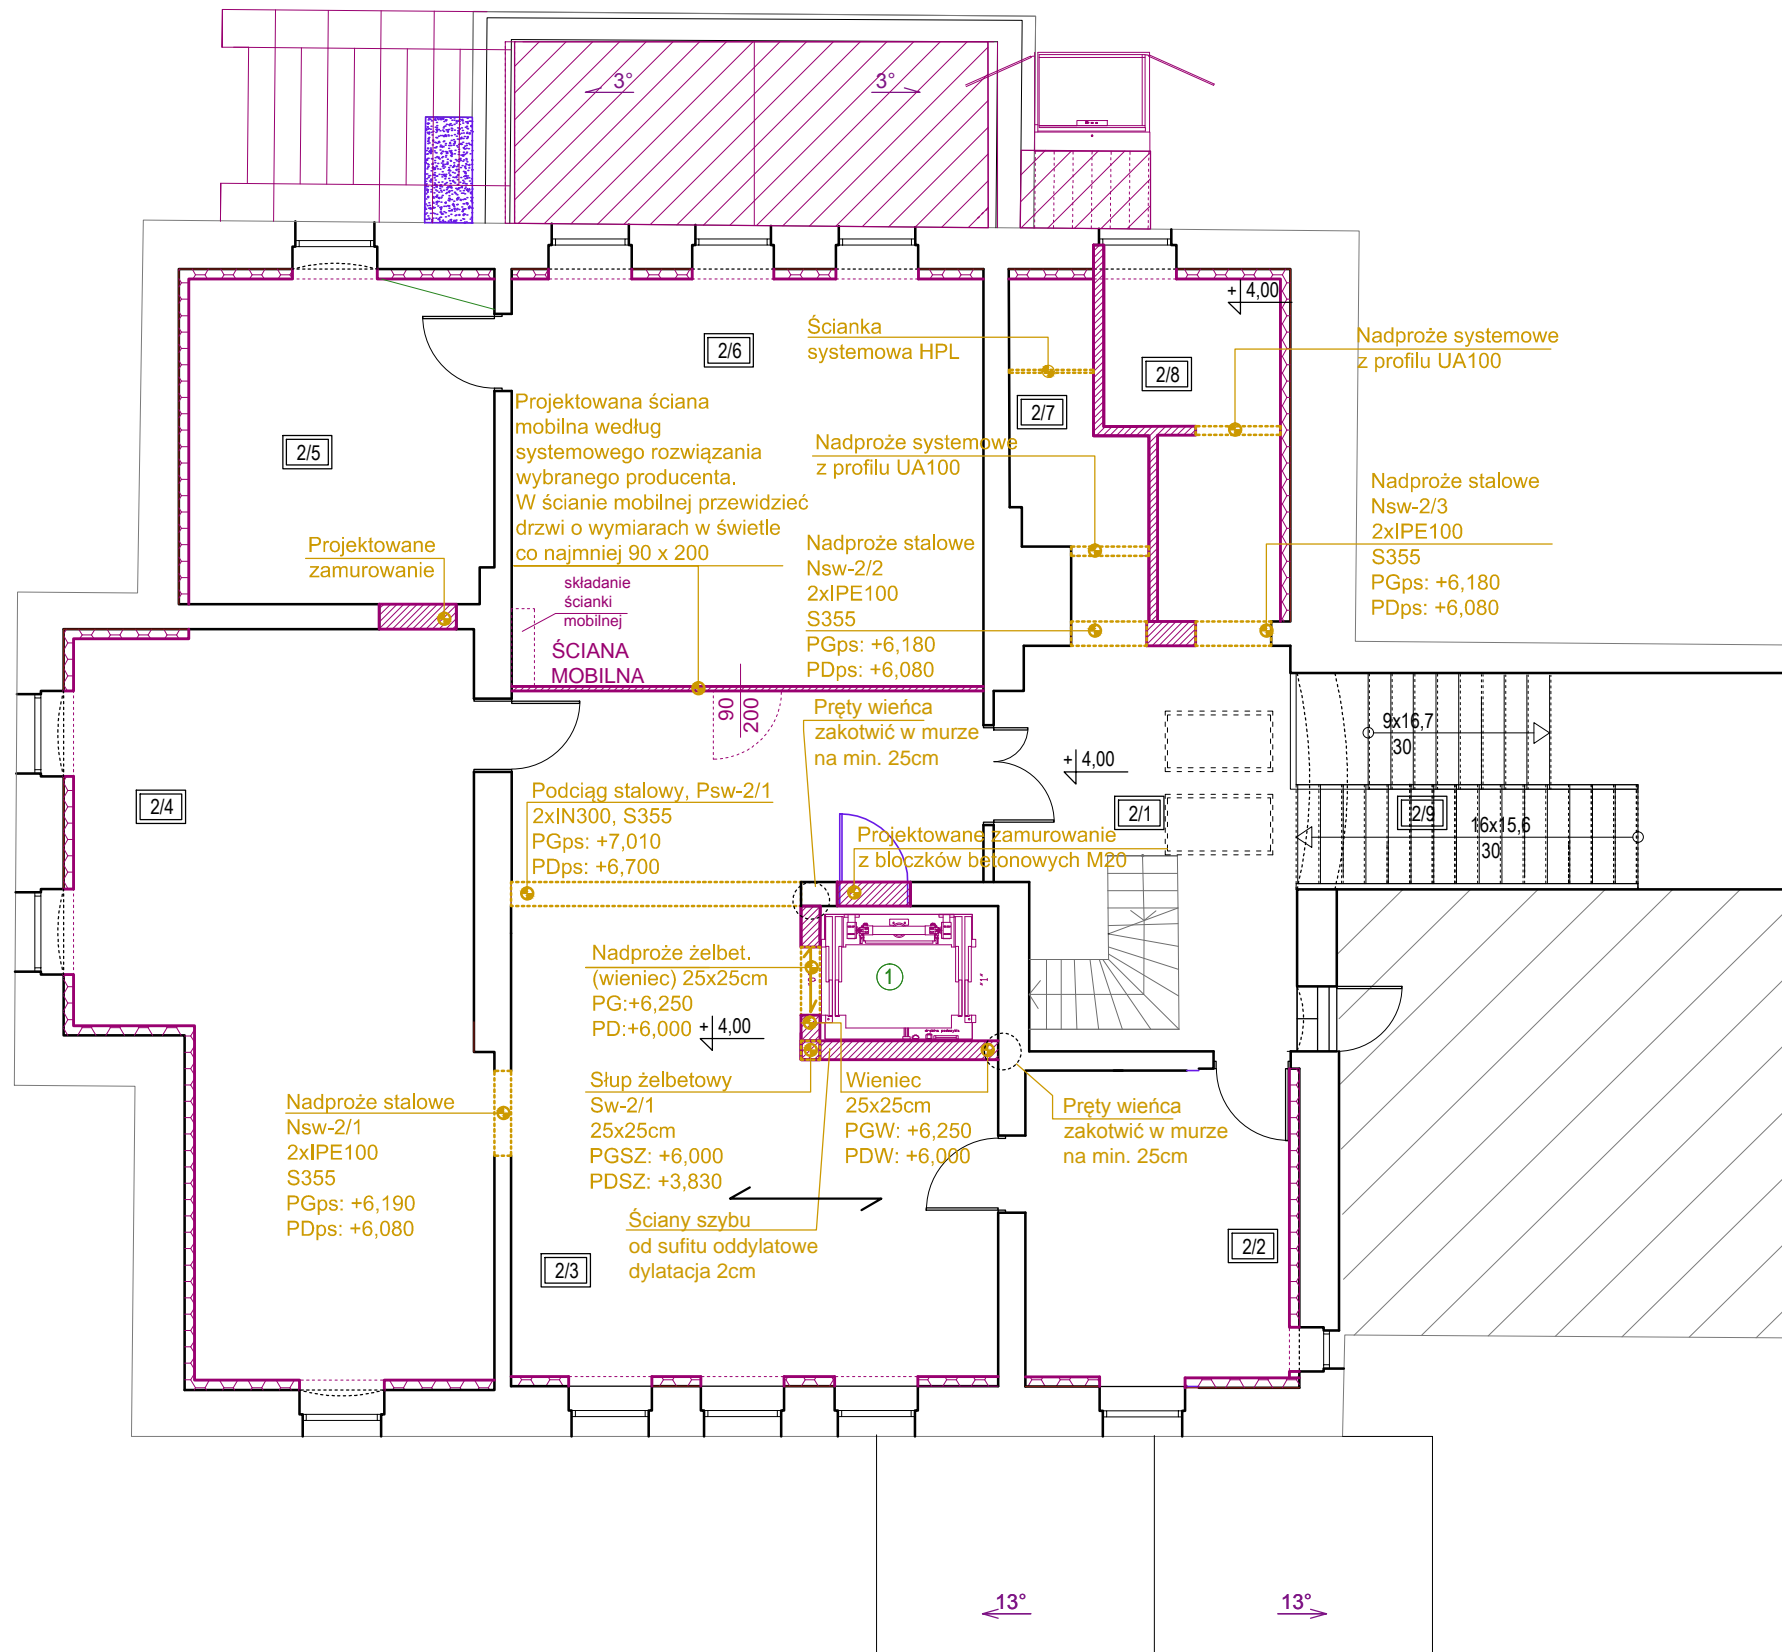 3°
3°
+ 4,00
2/6
Ścianka
systemowa HPL
2/8
2/7
Nadproże systemowe
z profilu UA100
Projektowana ściana
mobilna według
systemowego rozwiązania
wybranego producenta.
W ścianie mobilnej przewidzieć
drzwi o wymiarach w świetle
co najmniej 90 x 200
2/5
Nadproże systemowe
z profilu UA100
Nadproże stalowe
Nsw-2/3
2xIPE100
S355
PGps: +6,180
PDps: +6,080
Projektowane
zamurowanie
Nadproże stalowe
Nsw-2/2
2xIPE100
S355
PGps: +6,180
PDps: +6,080
składanie
ścianki
mobilnej
ŚCIANA
MOBILNA
90
200
Pręty wieńca
zakotwić w murze
na min. 25cm
9x16,7
30
+ 4,00
2/4
Podciąg stalowy, Psw-2/1
2xIN300, S355
PGps: +7,010
PDps: +6,700
2/1
2/9
16x15,6
30
Projektowane zamurowanie
z bloczków betonowych M20
Nadproże żelbet.
(wieniec) 25x25cm
PG:+6,250
PD:+6,000
+ 4,00
1
"1"
Słup żelbetowy
Sw-2/1
25x25cm
PGSZ: +6,000
PDSZ: +3,830
Wieniec
25x25cm
PGW: +6,250
PDW: +6,000
Pręty wieńca
zakotwić w murze
na min. 25cm
Nadproże stalowe
Nsw-2/1
2xIPE100
S355
PGps: +6,190
PDps: +6,080
Ściany szybu
od sufitu oddylatowe
dylatacja 2cm
2/3
2/2
13°
13°